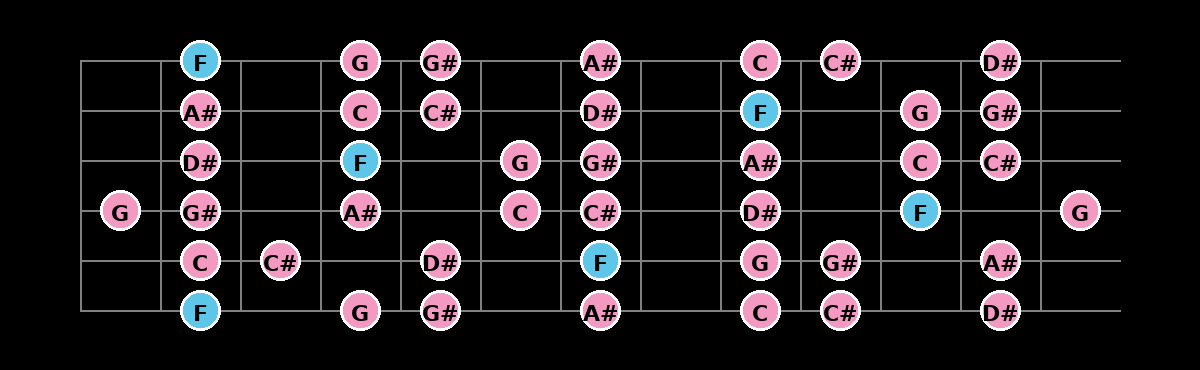 F G G# A# C C# D#
A# C C# D# F G G#
D# F G G# A# C C#
G G# A# C C# D# F G
C C# D# F G G# A#
F G G# A# C C# D#